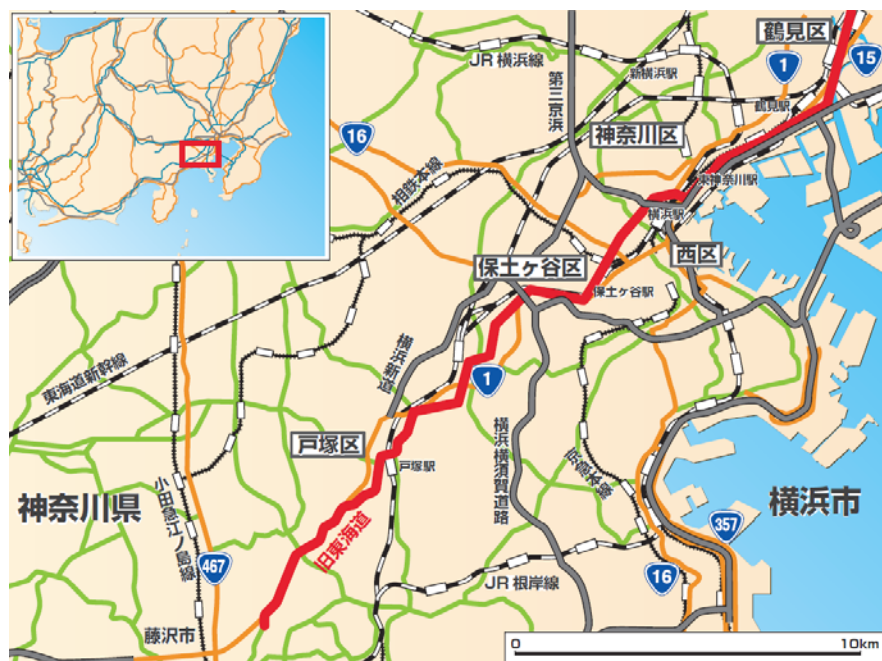 鶴見区
15
JR横浜線
1
第三京浜
新横浜駅
鶴見駅
16
神奈川区
相鉄本線
東神奈川駅
横浜駅
西区
保土ヶ谷区
保土ヶ谷駅
横浜新道
東海道新幹線
1
戸塚区
戸塚駅
横浜横須賀道路
京急本線
神奈川県
小田急江ノ島線
旧東海道
横浜市
357
467
JR根岸線
16
藤沢市
0
10km